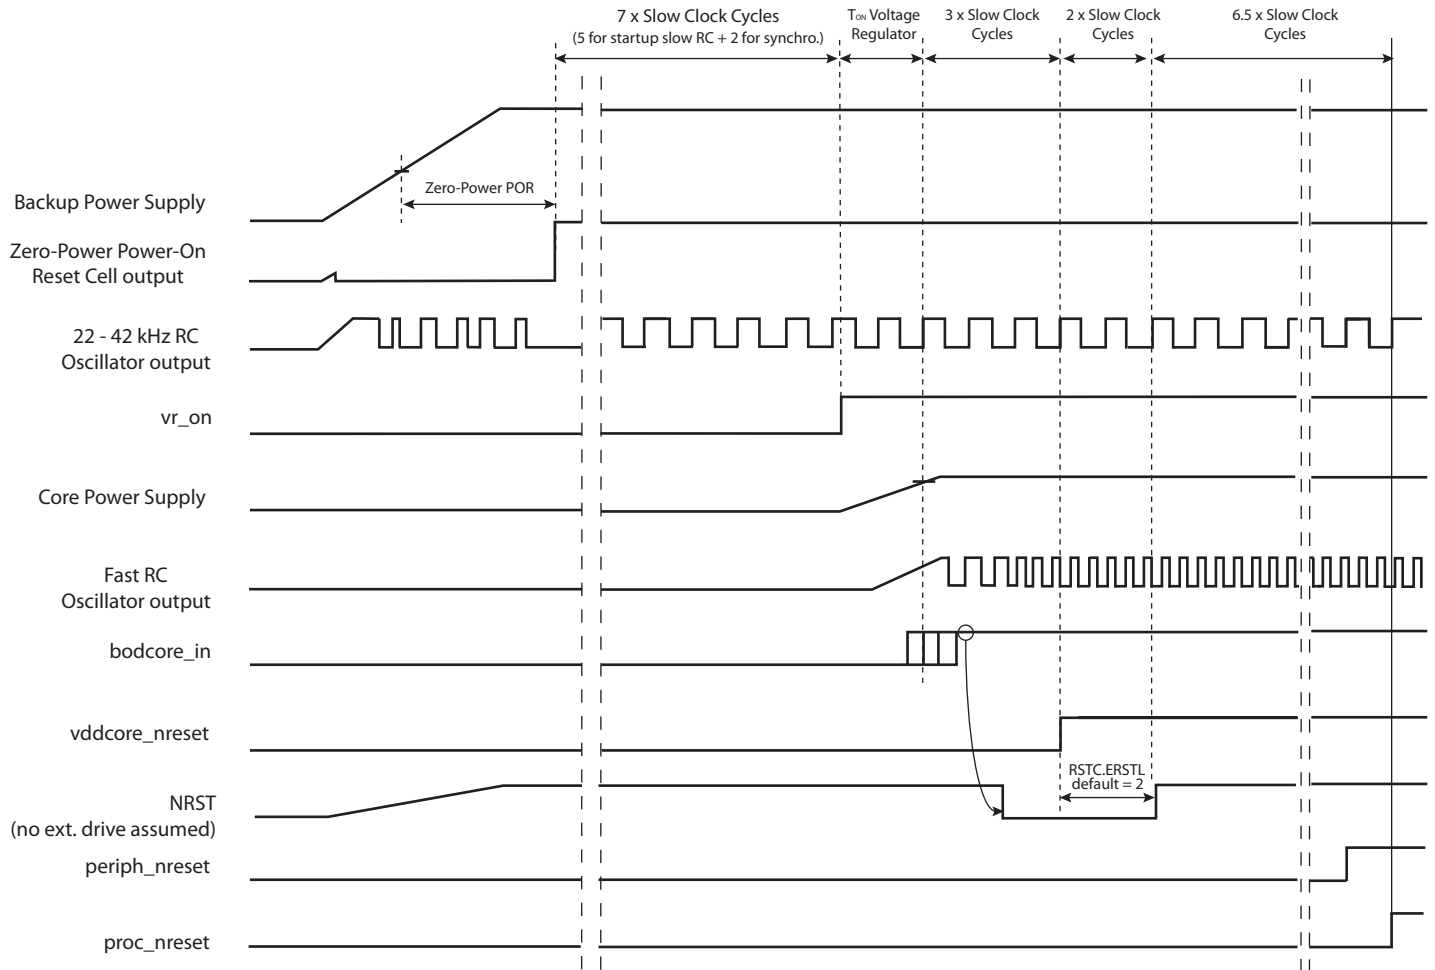 7 x Slow Clock Cycles
(5 for startup slow RC + 2 for synchro.)
TON Voltage
Regulator
3 x Slow Clock
Cycles
2 x Slow Clock
Cycles
6.5 x Slow Clock
Cycles
Zero-Power POR
Backup Power Supply
Zero-Power Power-On
Reset Cell output
22 - 42 kHz RC
Oscillator output
vr_on
Core Power Supply
Fast RC
Oscillator output
bodcore_in
vddcore_nreset
RSTC.ERSTL
default = 2
NRST
(no ext. drive assumed)
periph_nreset
proc_nreset